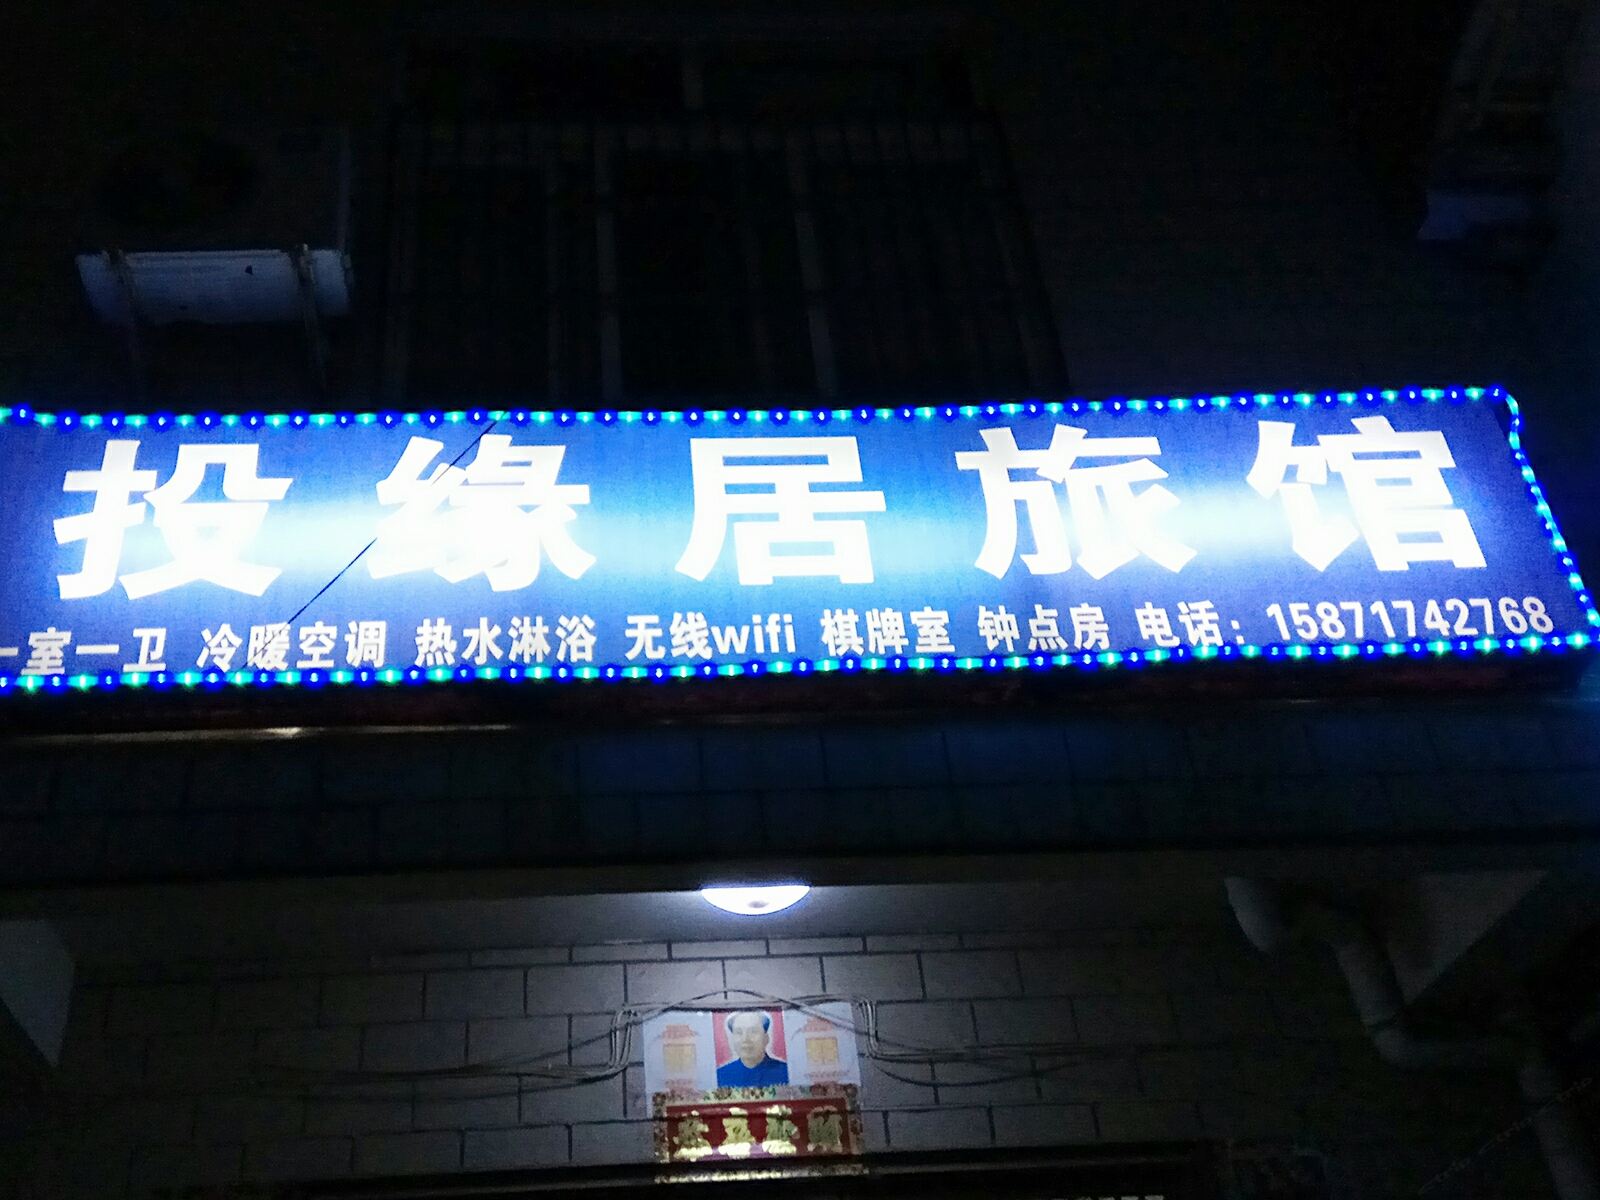 投缘居旅馆
一室一卫 冷暖空调 热水淋浴 无线wifi 棋牌室 钟点房 电话：15871742768